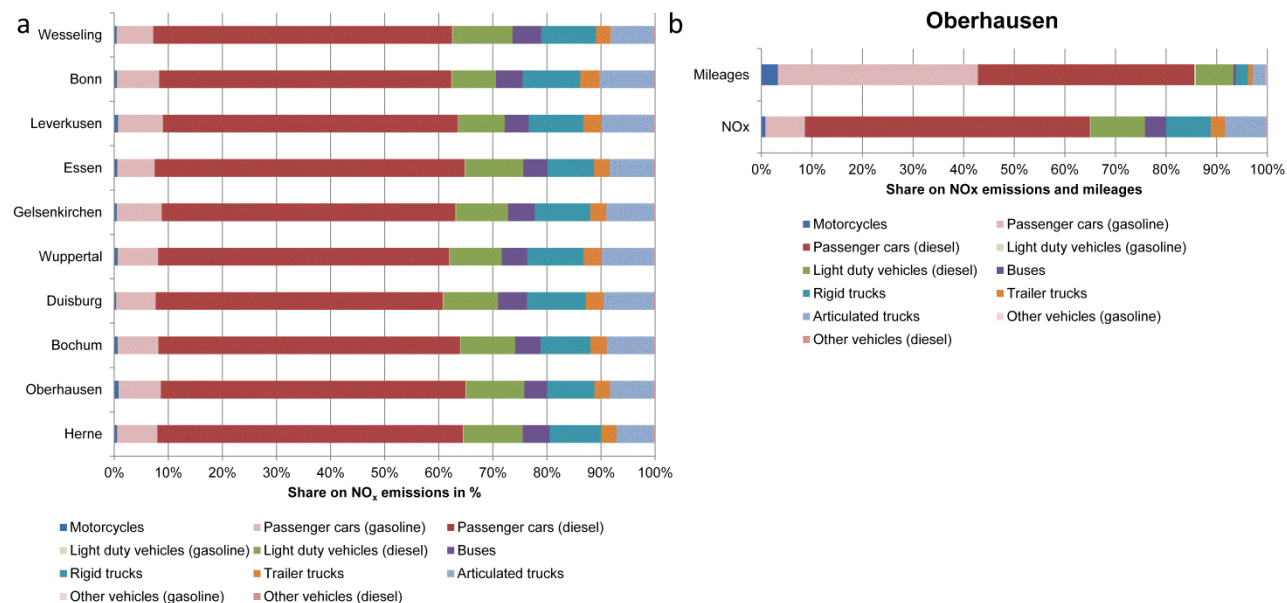 a
Wesseling
Bonn
Leverkusen
Essen
Gelsenkirchen
Wuppertal
Duisburg
Bochum
Oberhausen
Herne
0% 10% 20% 30% 40% 50% 60% 70% 80% 90% 100%
Share on NOx emissions in %
Motorcycles Passenger cars (gasoline) Passenger cars (diesel)
Light duty vehicles (gasoline) Light duty vehicles (diesel) Buses
Rigid trucks Trailer trucks Articulated trucks
Other vehicles (gasoline) Other vehicles (diesel)
b
Oberhausen
Mileages
NOx
0% 10% 20% 30% 40% 50% 60% 70% 80% 90% 100%
Share on NOx emissions and mileages
Motorcycles Passenger cars (gasoline)
Passenger cars (diesel) Light duty vehicles (gasoline)
Light duty vehicles (diesel) Buses
Rigid trucks Trailer trucks
Articulated trucks Other vehicles (gasoline)
Other vehicles (diesel)